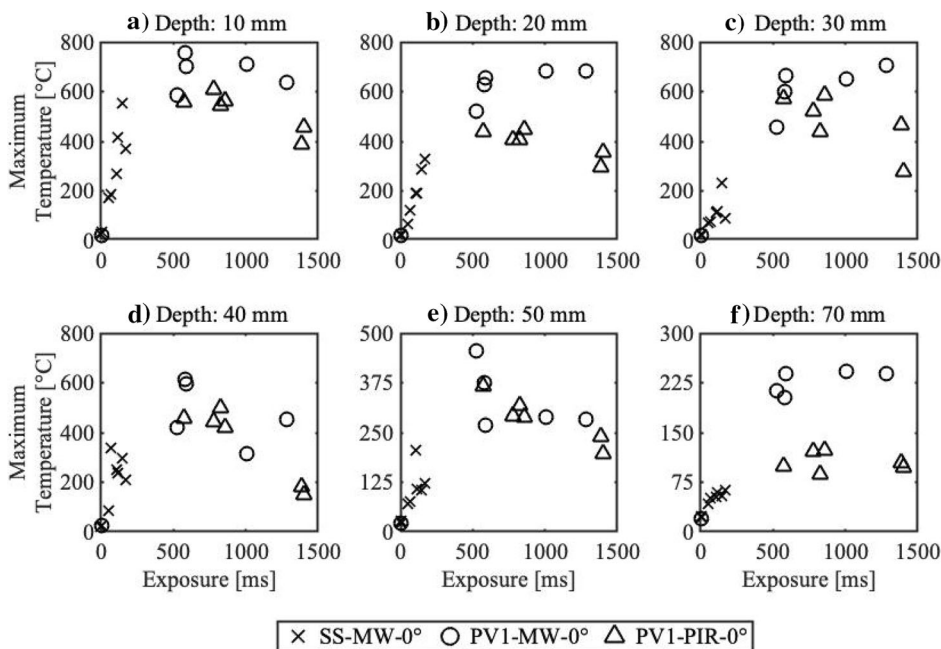 a) Depth: 10 mm
b) Depth: 20 mm
c) Depth: 30 mm
Maximum
Temperature [°C]
800
600
400
200
0
0 500 1000 1500
800
600
400
200
0
0 500 1000 1500
800
600
400
200
0
0 500 1000 1500
d) Depth: 40 mm
e) Depth: 50 mm
f) Depth: 70 mm
Maximum
Temperature [°C]
800
600
400
200
0
0 500 1000 1500
Exposure [ms]
500
375
250
125
0
0 500 1000 1500
Exposure [ms]
300
225
150
75
0
0 500 1000 1500
Exposure [ms]
SS-MW-0° PV1-MW-0° PV1-PIR-0°